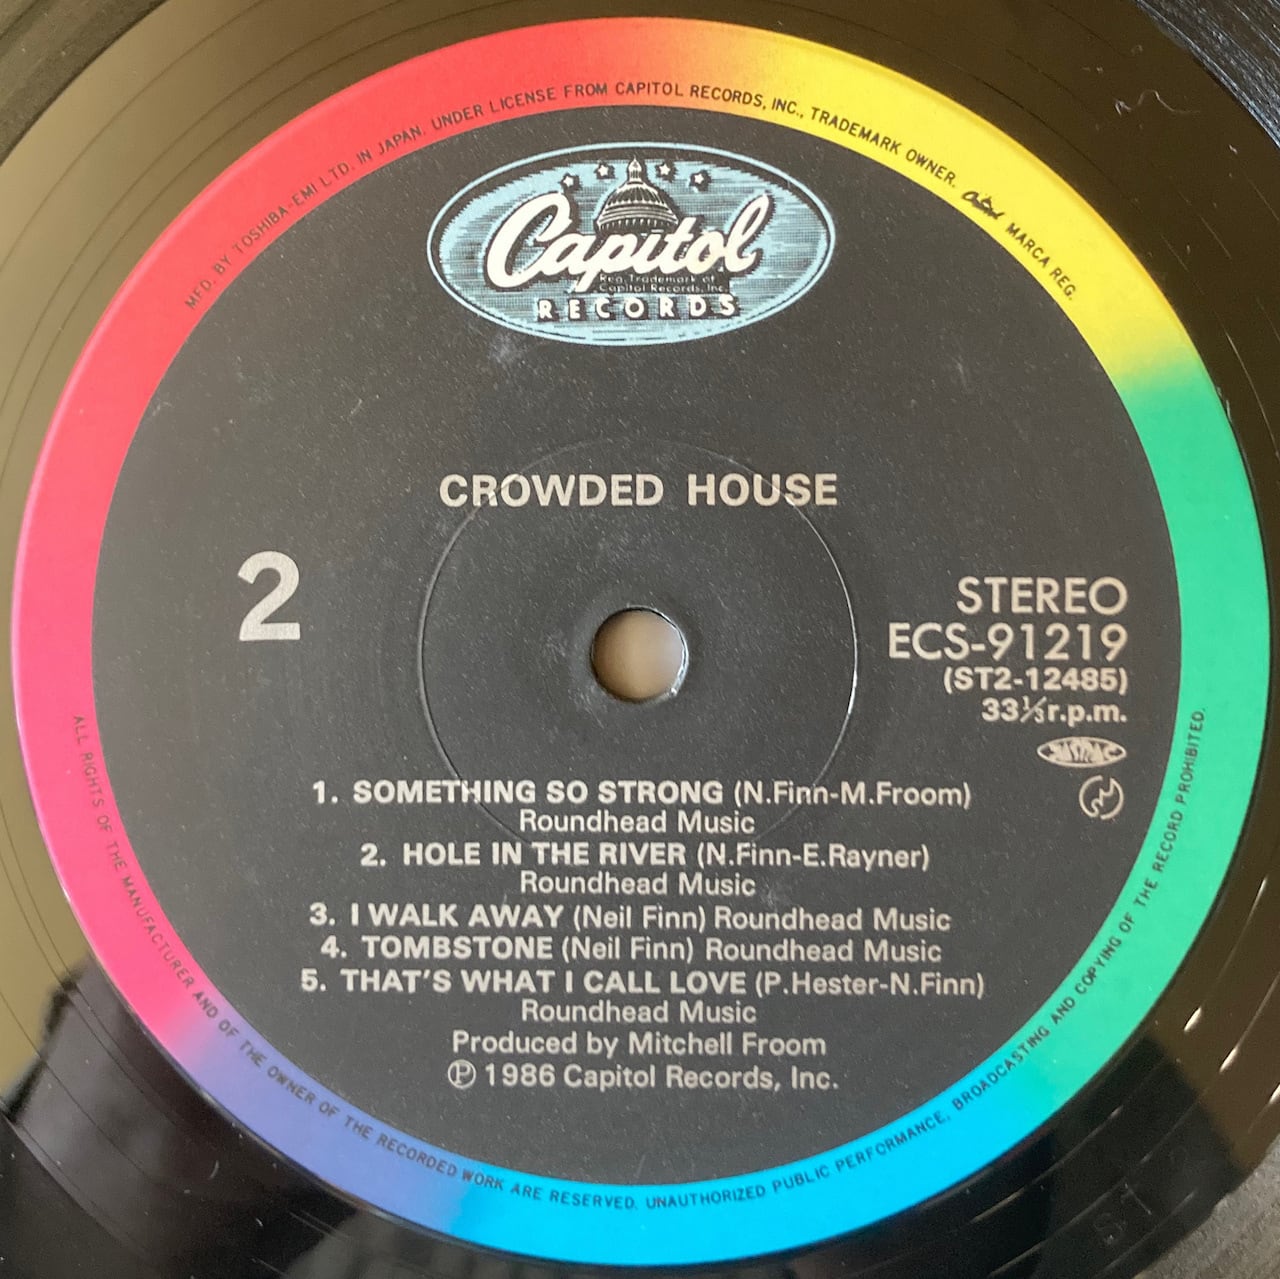 MFD. BY TOSHIBA-EMI LTD. IN JAPAN. UNDER LICENSE FROM CAPITOL RECORDS, INC., TRADEMARK OWNER. Capitol MARCA REG.
Capitol
Reg. Trademark of
Capitol Records, Inc.
RECORDS
CROWDED HOUSE
2
STEREO
ECS-91219
(ST2-12485)
33⅓r.p.m.
JASRAC
1. SOMETHING SO STRONG (N.Finn-M.Froom)
Roundhead Music
2. HOLE IN THE RIVER (N.Finn-E.Rayner)
Roundhead Music
3. I WALK AWAY (Neil Finn) Roundhead Music
4. TOMBSTONE (Neil Finn) Roundhead Music
5. THAT'S WHAT I CALL LOVE (P.Hester-N.Finn)
Roundhead Music
Produced by Mitchell Froom
℗ 1986 Capitol Records, Inc.
ALL RIGHTS OF THE MANUFACTURER AND OF THE OWNER OF THE RECORDED WORK ARE RESERVED. UNAUTHORIZED PUBLIC PERFORMANCE, BROADCASTING AND COPYING OF THE RECORD PROHIBITED.